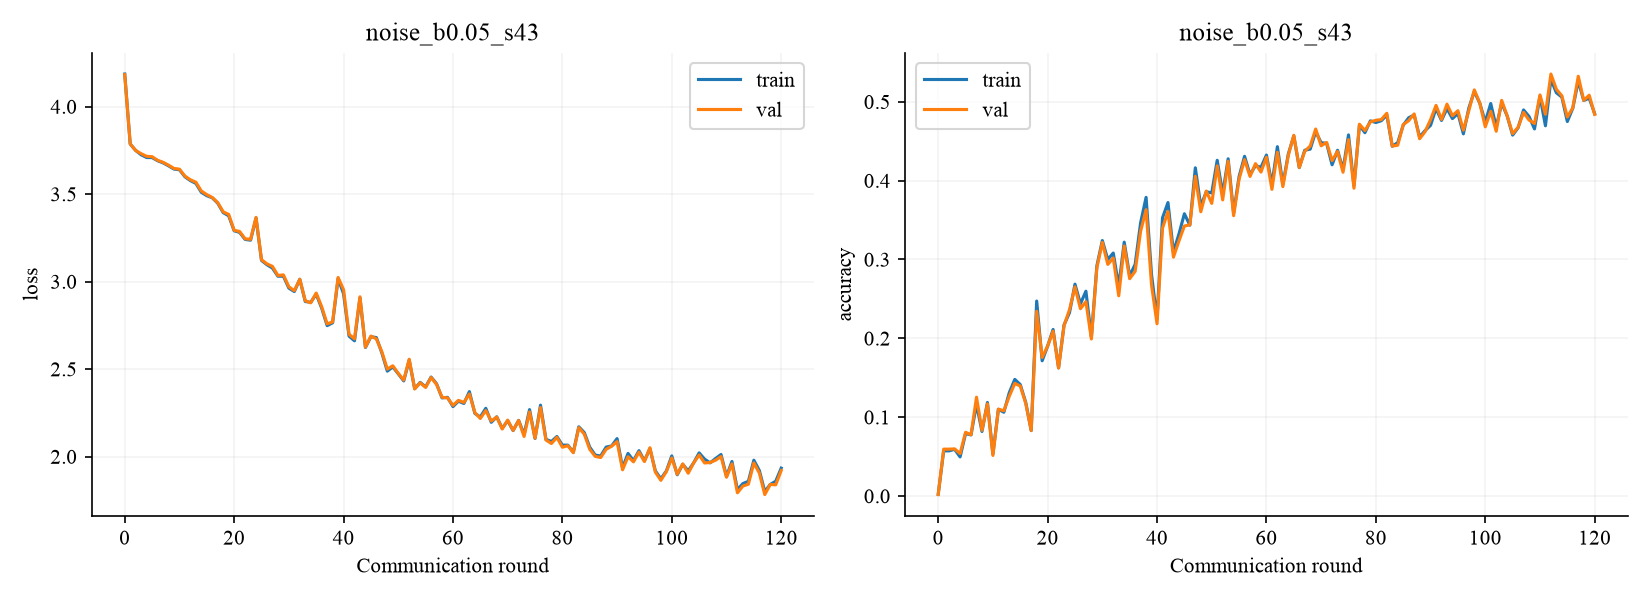 noise_b0.05_s43
train
val
4.0
3.5
3.0
2.5
2.0
loss
0 20 40 60 80 100 120
Communication round
noise_b0.05_s43
train
val
0.5
0.4
0.3
0.2
0.1
0.0
accuracy
0 20 40 60 80 100 120
Communication round